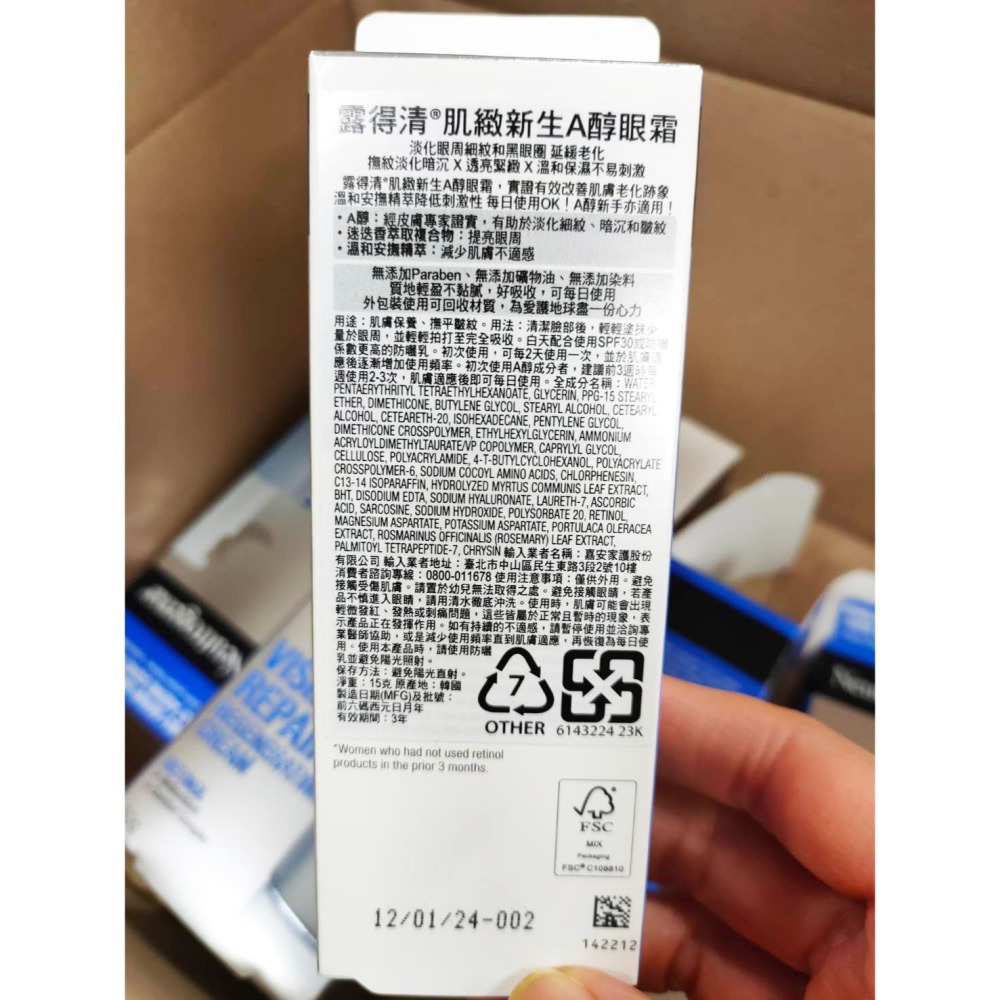 露得清®肌緻新生A醇眼霜
淡化眼周細紋和黑眼圈 延緩老化
撫紋淡化暗沉 X 透亮緊緻 X 溫和保濕不易刺激
露得清®肌緻新生A醇眼霜，實證有效改善肌膚老化跡象
溫和安撫精萃降低刺激性 每日使用OK！A醇新手亦適用！
・A醇：經皮膚專家證實，有助於淡化細紋、暗沉和皺紋
・迷迭香萃取複合物：提亮眼周
・溫和安撫精萃：減少肌膚不適感
無添加Paraben、無添加礦物油、無添加染料
質地輕盈不黏膩，好吸收，可每日使用
外包裝使用可回收材質，為愛護地球盡一份心力
用途：肌膚保養、撫平皺紋。用法：清潔臉部後，輕輕塗抹少
量於眼周，並輕輕拍打至完全吸收。白天配合使用SPF30或防曬
係數更高的防曬乳。初次使用，可每2天使用一次，並於肌膚適
應後逐漸增加使用頻率。初次使用A醇成分者，建議前3週時每
週使用2-3次，肌膚適應後即可每日使用。全成分名稱：WATER,
PENTAERYTHRITYL TETRAETHYLHEXANOATE, GLYCERIN, PPG-15 STEARYL
ETHER, DIMETHICONE, BUTYLENE GLYCOL, STEARYL ALCOHOL, CETEARYL
ALCOHOL, CETEARETH-20, ISOHEXADECANE, PENTYLENE GLYCOL,
DIMETHICONE CROSSPOLYMER, ETHYLHEXYLGLYCERIN, AMMONIUM
ACRYLOYLDIMETHYLTAURATE/VP COPOLYMER, CAPRYLYL GLYCOL,
CELLULOSE, POLYACRYLAMIDE, 4-T-BUTYLCYCLOHEXANOL, POLYACRYLATE
CROSSPOLYMER-6, SODIUM COCOYL AMINO ACIDS, CHLORPHENESIN,
C13-14 ISOPARAFFIN, HYDROLYZED MYRTUS COMMUNIS LEAF EXTRACT,
BHT, DISODIUM EDTA, SODIUM HYALURONATE, LAURETH-7, ASCORBIC
ACID, SARCOSINE, SODIUM HYDROXIDE, POLYSORBATE 20, RETINOL,
MAGNESIUM ASPARTATE, POTASSIUM ASPARTATE, PORTULACA OLERACEA
EXTRACT, ROSMARINUS OFFICINALIS (ROSEMARY) LEAF EXTRACT,
PALMITOYL TETRAPEPTIDE-7, CHRYSIN 輸入業者名稱：嘉安家護股份
有限公司 輸入業者地址：臺北市中山區民生東路3段2號10樓
消費者諮詢專線：0800-011678 使用注意事項：僅供外用。避免
接觸受傷肌膚。請置於幼兒無法取得之處。避免接觸眼睛，若產
品不慎進入眼睛，請用清水徹底沖洗。使用時，肌膚可能會出現
輕微發紅、發熱或刺痛問題，這些皆屬於正常且暫時的現象，表
示產品正在發揮作用。如有持續的不適感，請暫停使用並洽詢專
業醫師協助，或是減少使用頻率直到肌膚適應，再恢復為每日使
用。使用本產品時，請使用防曬
乳並避免陽光照射。
保存方法：避免陽光直射。
淨重：15克 原產地：韓國
製造日期(MFG)及批號：
前六碼西元日月年
有效期間：3年
7
OTHER 6143224 23K
*Women who had not used retinol
products in the prior 3 months.
FSC
MIX
Packaging
FSC® C108810
12/01/24-002
142212
Neutrogena
REPAIR
CREAM